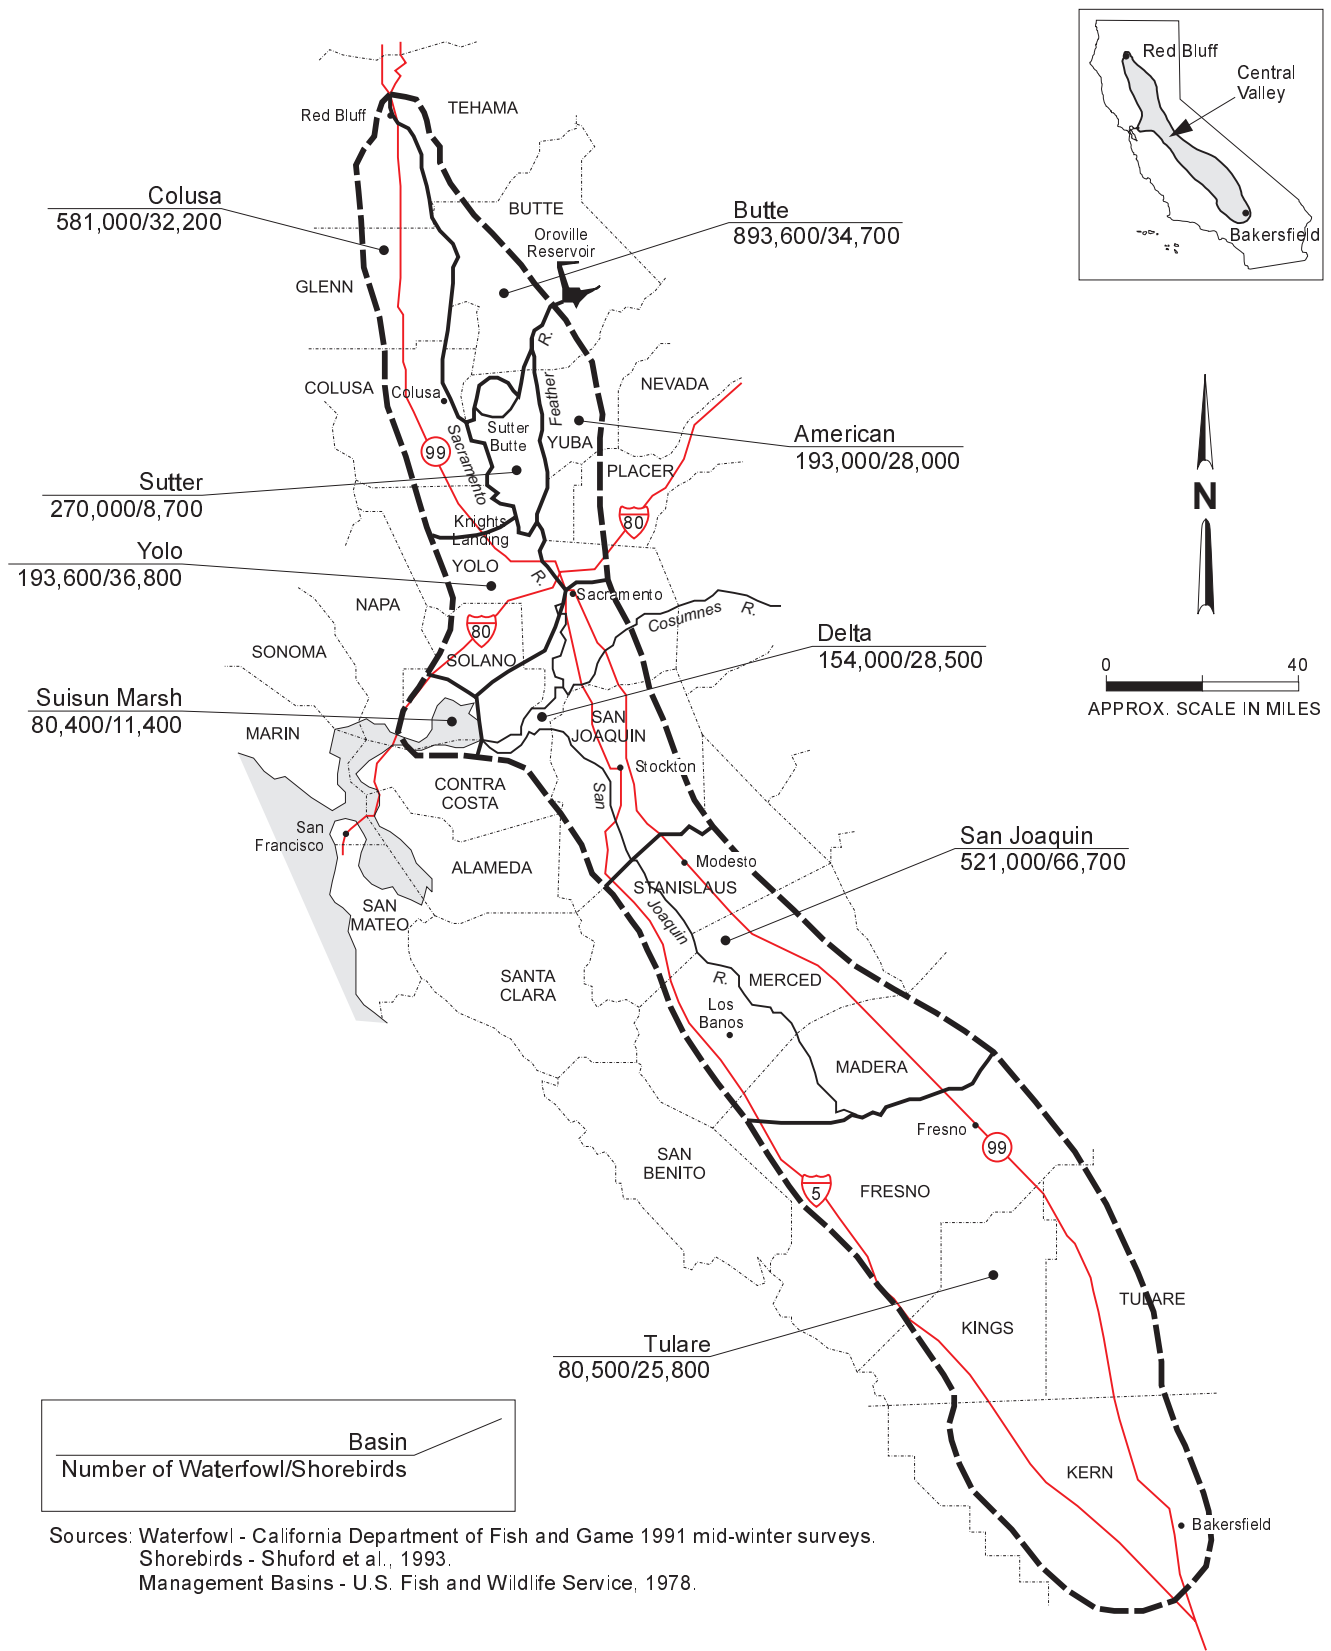 Red Bluff
Central
Valley
Bakersfield
TEHAMA
Red Bluff
Colusa
581,000/32,200
BUTTE
Butte
893,600/34,700
Oroville
Reservoir
GLENN
R.
COLUSA
Colusa
NEVADA
Feather
Sutter
Butte
YUBA
American
193,000/28,000
99
Sacramento
PLACER
Sutter
270,000/8,700
N
80
Knights
Landing
Yolo
193,600/36,800
YOLO
R.
Sacramento
NAPA
Cosumnes
R.
80
Delta
154,000/28,500
SONOMA
SOLANO
0
40
APPROX. SCALE IN MILES
Suisun Marsh
80,400/11,400
MARIN
SAN
JOAQUIN
Stockton
CONTRA
COSTA
San
San
Francisco
San Joaquin
521,000/66,700
Modesto
ALAMEDA
STANISLAUS
SAN
MATEO
Joaquin
R.
SANTA
CLARA
MERCED
Los
Banos
MADERA
Fresno
99
SAN
BENITO
5
FRESNO
TULARE
KINGS
Tulare
80,500/25,800
Basin
Number of Waterfowl/Shorebirds
KERN
Bakersfield
Sources: Waterfowl - California Department of Fish and Game 1991 mid-winter surveys.
Shorebirds - Shuford et al., 1993.
Management Basins - U.S. Fish and Wildlife Service, 1978.